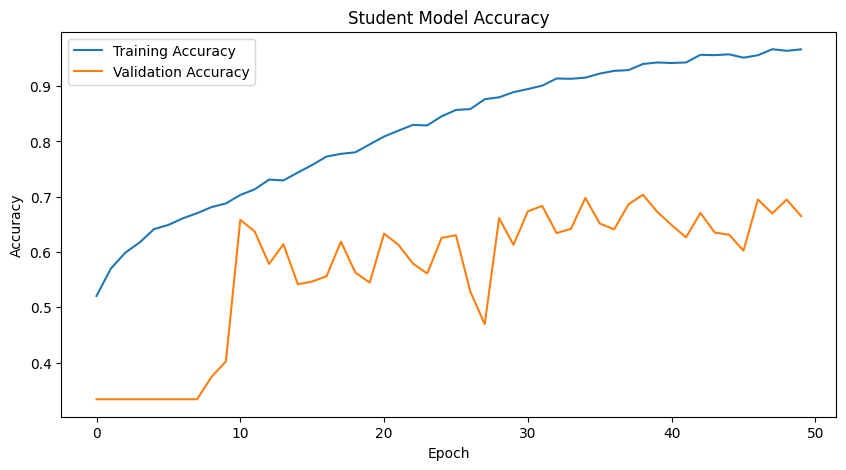 Student Model Accuracy
Training Accuracy
Validation Accuracy
Accuracy
0.9
0.8
0.7
0.6
0.5
0.4
0 10 20 30 40 50
Epoch